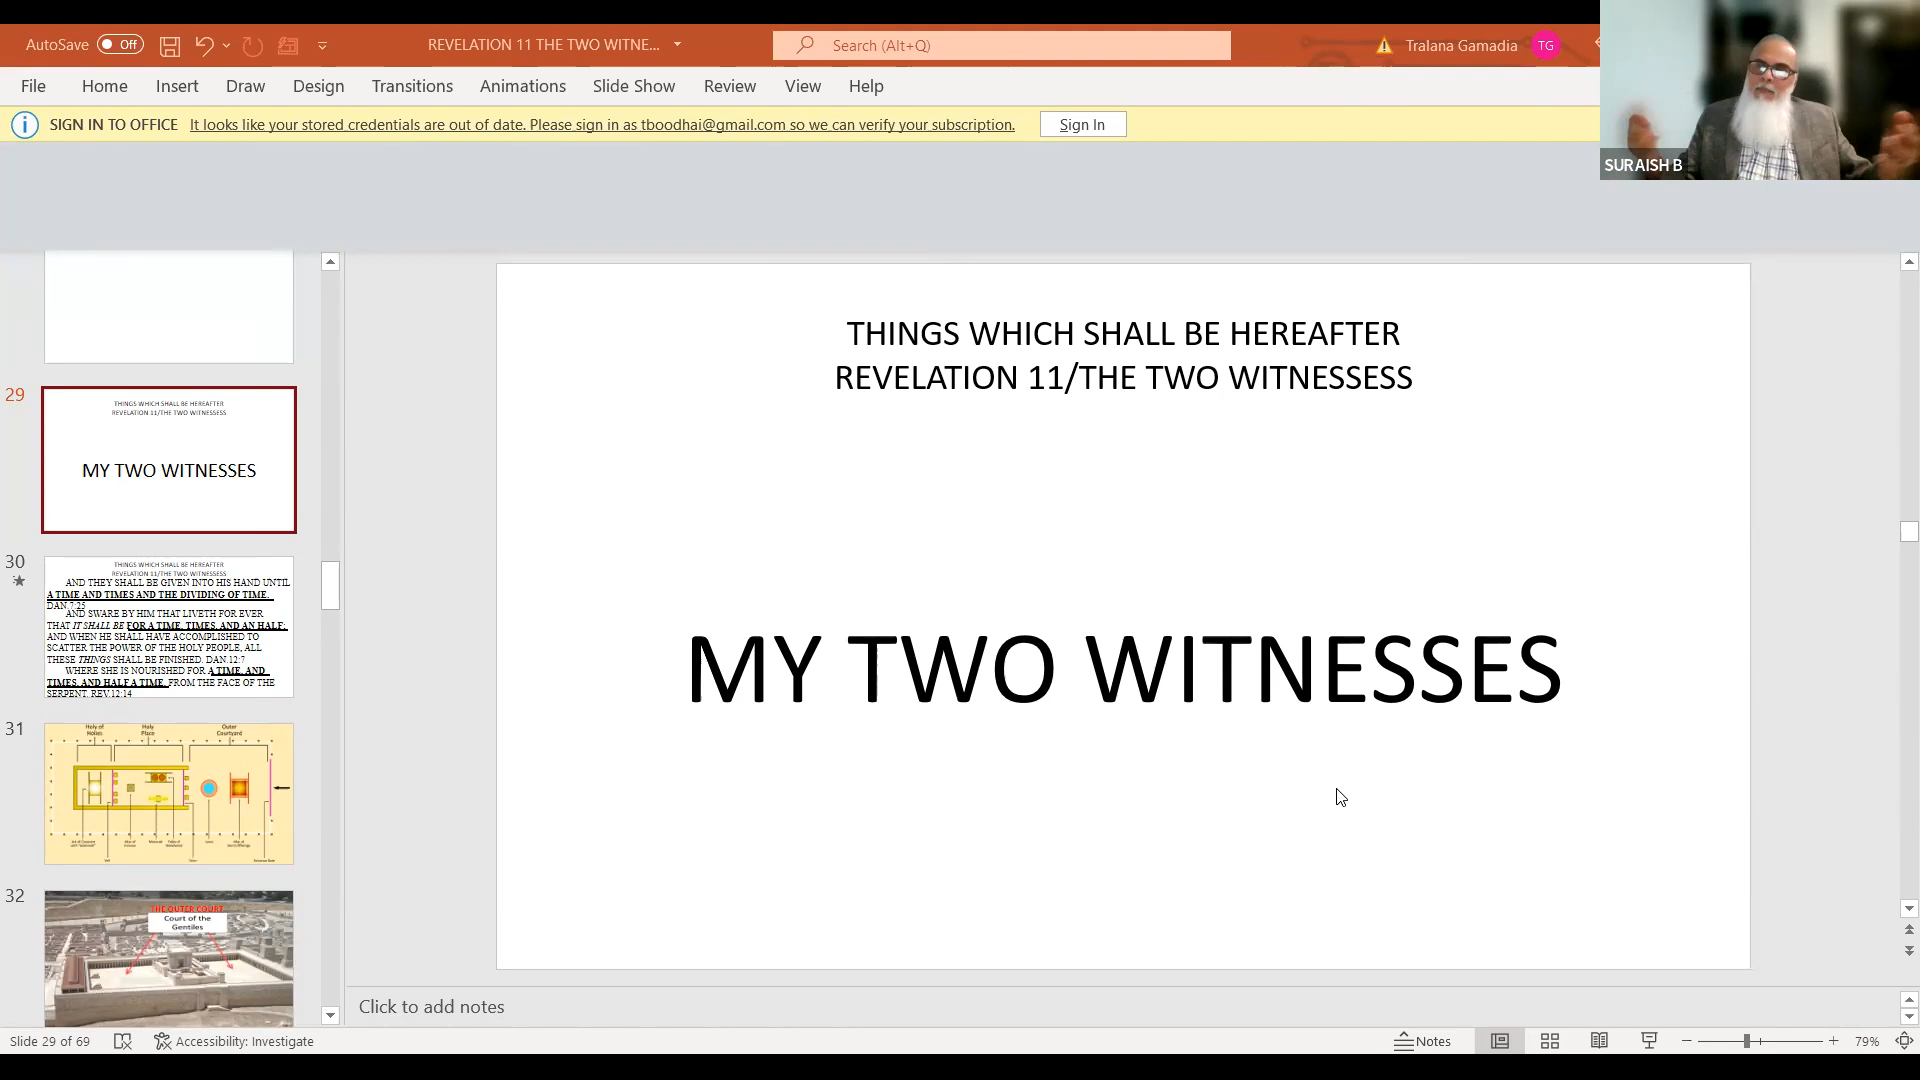 AutoSave Off REVELATION 11 THE TWO WITNE... Search (Alt+Q) Tralana Gamadia TG
File Home Insert Draw Design Transitions Animations Slide Show Review View Help
SIGN IN TO OFFICE It looks like your stored credentials are out of date. Please sign in as tboodhai@gmail.com so we can verify your subscription. Sign In
SURAISH B
29
THINGS WHICH SHALL BE HEREAFTER
REVELATION 11/THE TWO WITNESSESS
MY TWO WITNESSES
30
THINGS WHICH SHALL BE HEREAFTER
REVELATION 11/THE TWO WITNESSESS
AND THEY SHALL BE GIVEN INTO HIS HAND UNTIL
A TIME AND TIMES AND THE DIVIDING OF TIME.
DAN.7:25
AND SWARE BY HIM THAT LIVETH FOR EVER
THAT IT SHALL BE FOR A TIME, TIMES, AND AN HALF;
AND WHEN HE SHALL HAVE ACCOMPLISHED TO
SCATTER THE POWER OF THE HOLY PEOPLE, ALL
THESE THINGS SHALL BE FINISHED. DAN.12:7
WHERE SHE IS NOURISHED FOR A TIME, AND
TIMES, AND HALF A TIME, FROM THE FACE OF THE
SERPENT. REV.12:14
31
Holy of
Holies
Holy
Place
Outer
Courtyard
32
THE OUTER COURT
Court of the
Gentiles
THINGS WHICH SHALL BE HEREAFTER
REVELATION 11/THE TWO WITNESSESS
MY TWO WITNESSES
Click to add notes
Slide 29 of 69 Accessibility: Investigate Notes 79%